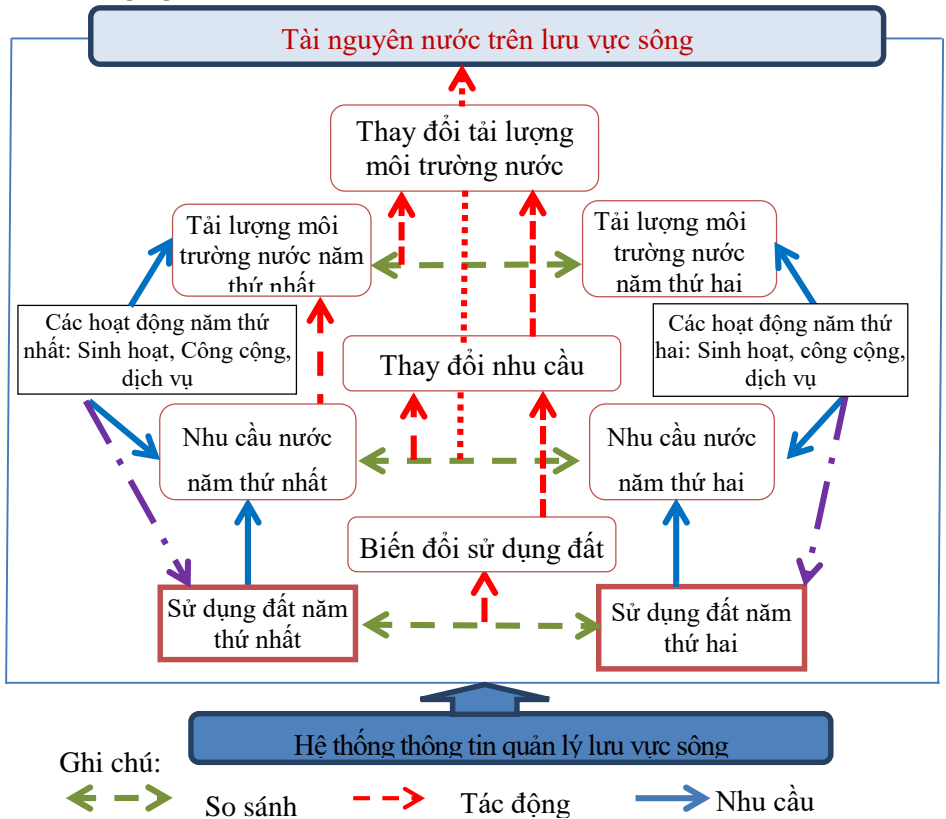 Tài nguyên nước trên lưu vực sông
Thay đổi tải lượng
môi trường nước
Tải lượng môi
trường nước năm
thứ nhất
Tải lượng môi
trường nước
năm thứ hai
Các hoạt động năm thứ
nhất: Sinh hoạt, Công cộng,
dịch vụ
Thay đổi nhu cầu
Các hoạt động năm thứ
hai: Sinh hoạt, công cộng,
dịch vụ
Nhu cầu nước
năm thứ nhất
Nhu cầu nước
năm thứ hai
Biến đổi sử dụng đất
Sử dụng đất năm
thứ nhất
Sử dụng đất năm
thứ hai
Hệ thống thông tin quản lý lưu vực sông
Ghi chú:
So sánh
Tác động
Nhu cầu